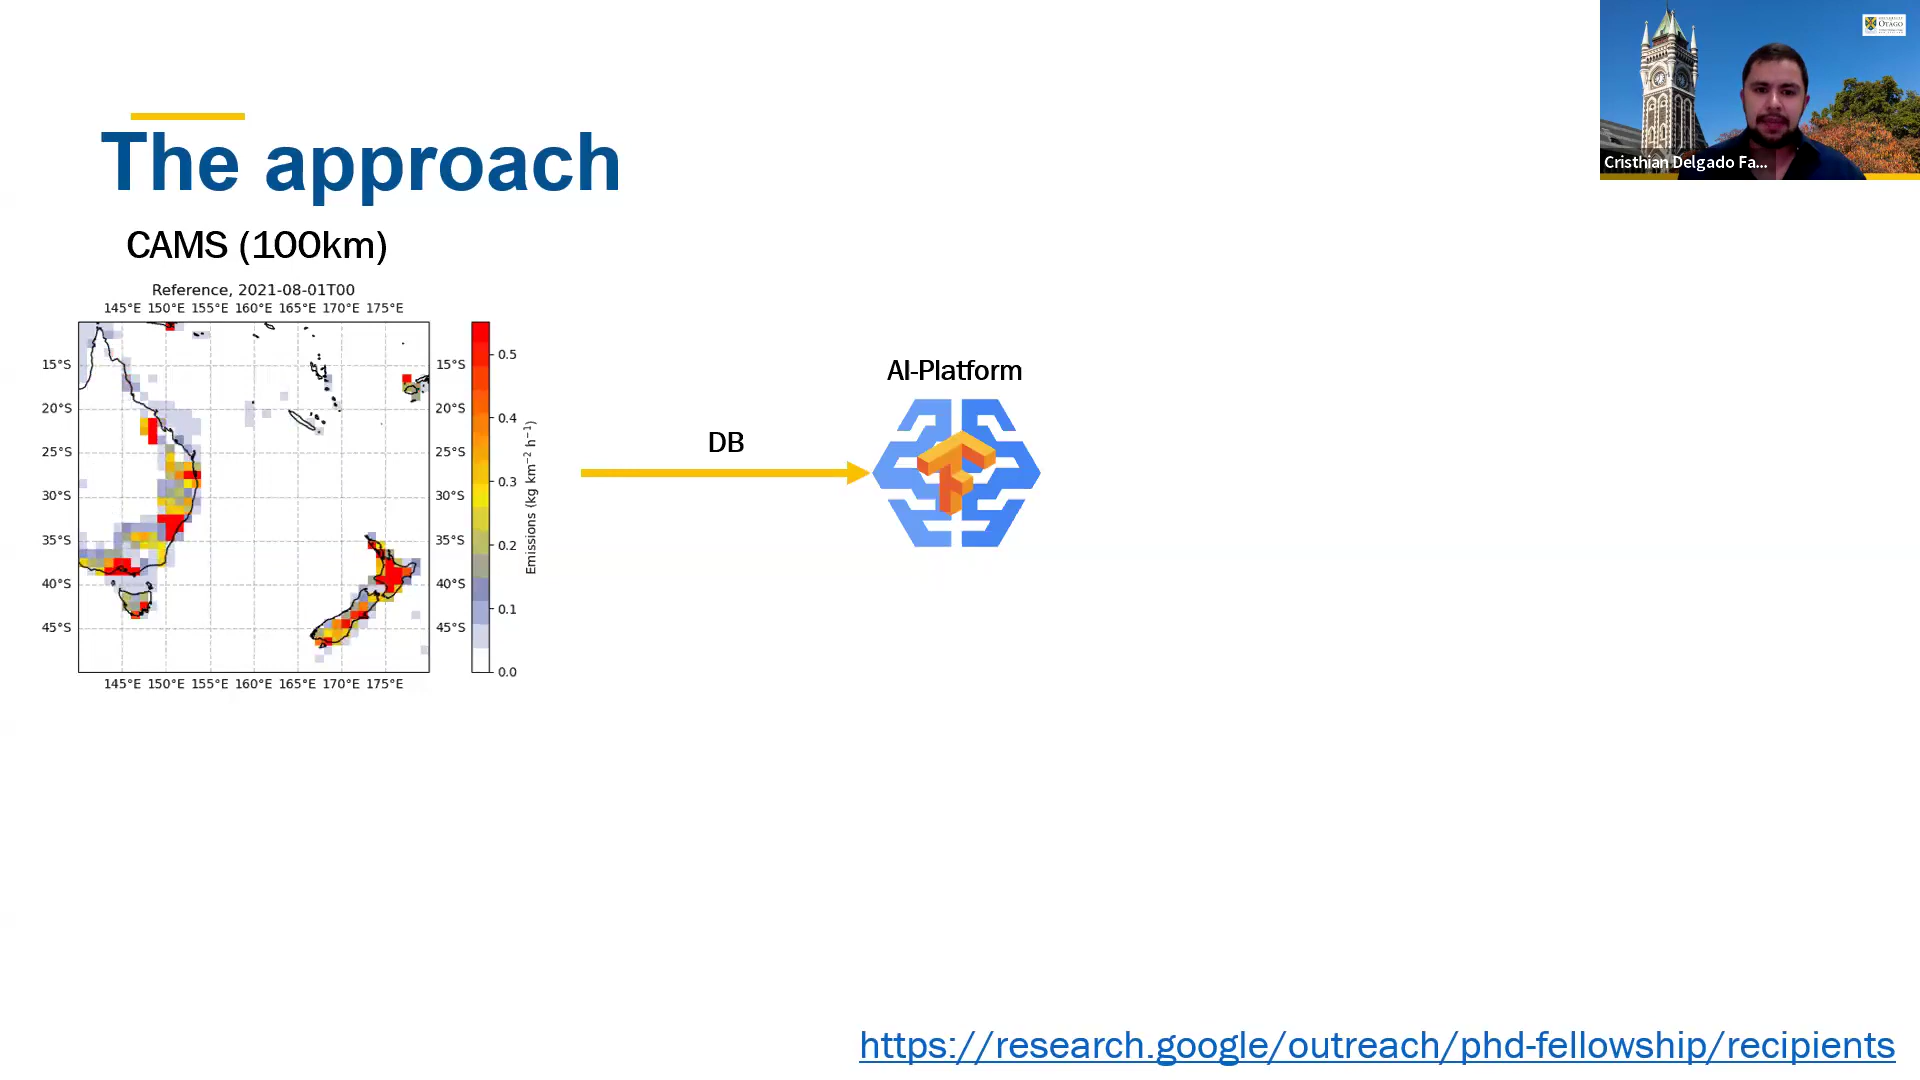 The approach
CAMS (100km)
Reference, 2021-08-01T00
145°E 150°E 155°E 160°E 165°E 170°E 175°E
15°S
20°S
25°S
30°S
35°S
40°S
45°S
15°S
20°S
25°S
30°S
35°S
40°S
45°S
145°E 150°E 155°E 160°E 165°E 170°E 175°E
0.5
0.4
0.3
0.2
0.1
0.0
Emissions (kg km⁻² h⁻¹)
DB
AI-Platform
OTAGO
Cristhian Delgado Fa...
https://research.google/outreach/phd-fellowship/recipients